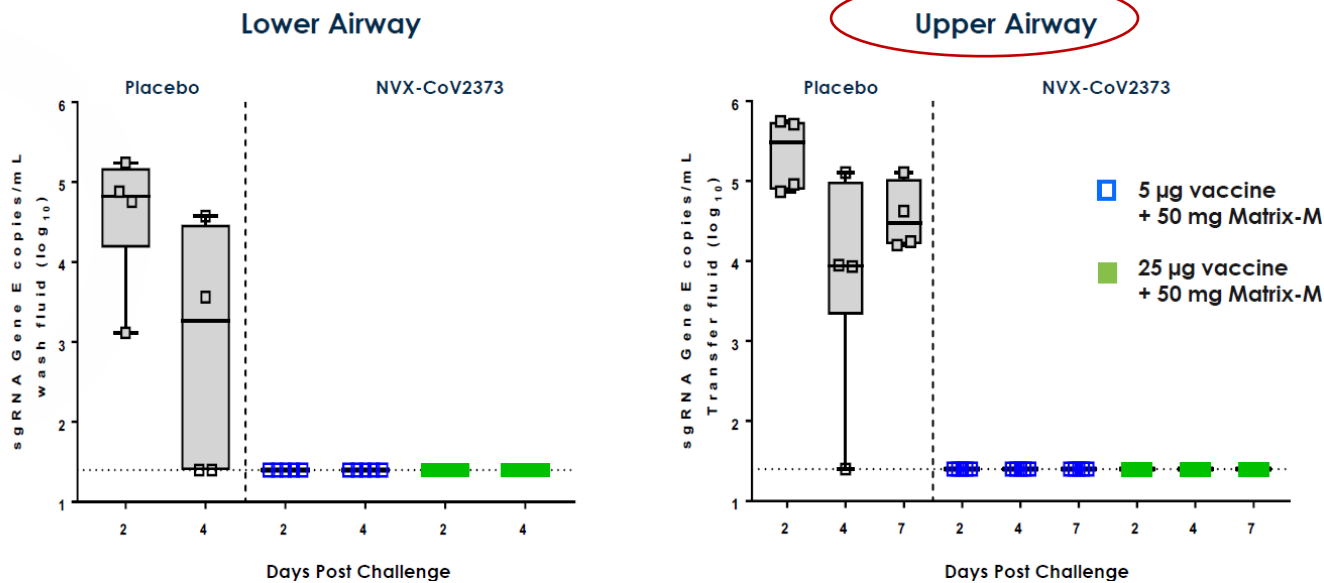 Lower Airway
Placebo
NVX-CoV2373
sgRNA Gene E copies/mL
wash fluid (log10)
6
5
4
3
2
1
2
4
2
4
2
4
Days Post Challenge
Upper Airway
Placebo
NVX-CoV2373
sgRNA Gene E copies/mL
Transfer fluid (log10)
6
5
4
3
2
1
2
4
7
2
4
7
2
4
7
Days Post Challenge
5 µg vaccine
+ 50 mg Matrix-M
25 µg vaccine
+ 50 mg Matrix-M